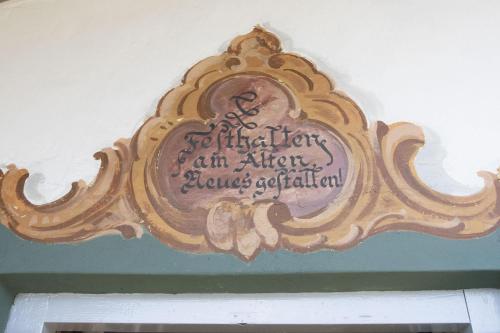 Festhalten
am Alten,
Neues gestalten!